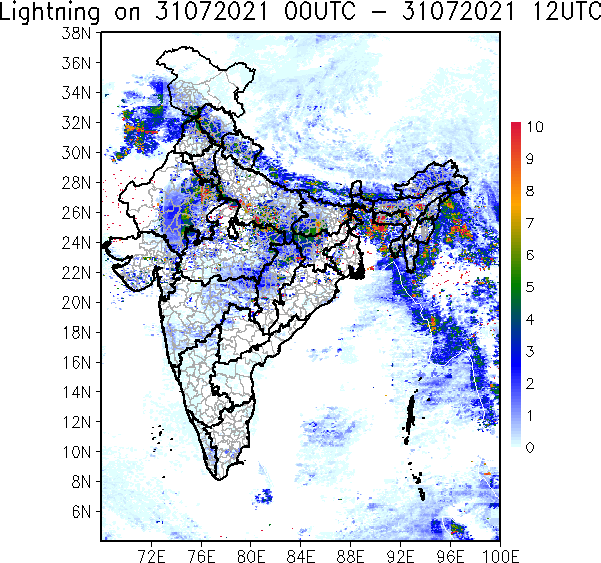 Lightning on 31072021 00UTC – 31072021 12UTC
38N
36N
34N
32N
30N
28N
26N
24N
22N
20N
18N
16N
14N
12N
10N
8N
6N
72E 76E 80E 84E 88E 92E 96E 100E
10
9
8
7
6
5
4
3
2
1
0